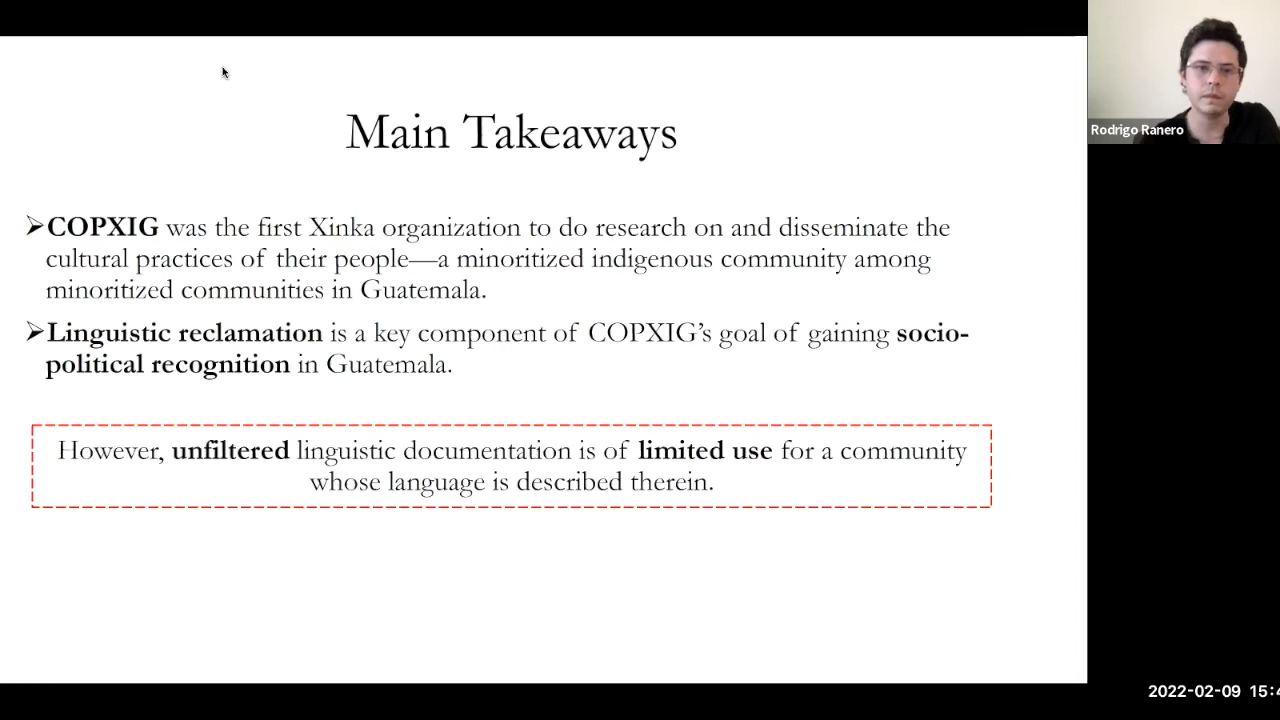 Main Takeaways
➢COPXIG was the first Xinka organization to do research on and disseminate the
cultural practices of their people—a minoritized indigenous community among
minoritized communities in Guatemala.
➢Linguistic reclamation is a key component of COPXIG's goal of gaining socio-
political recognition in Guatemala.
However, unfiltered linguistic documentation is of limited use for a community
whose language is described therein.
Rodrigo Ranero
2022-02-09 15:4